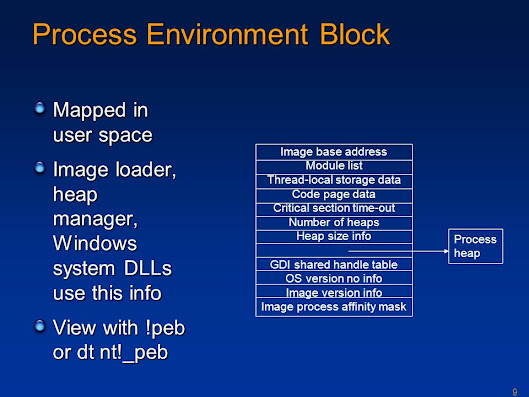 Process Environment Block
Mapped in
user space
Image loader,
heap
manager,
Windows
system DLLs
use this info
View with !peb
or dt nt!_peb
Image base address
Module list
Thread-local storage data
Code page data
Critical section time-out
Number of heaps
Heap size info
Process
heap
GDI shared handle table
OS version no info
Image version info
Image process affinity mask
9